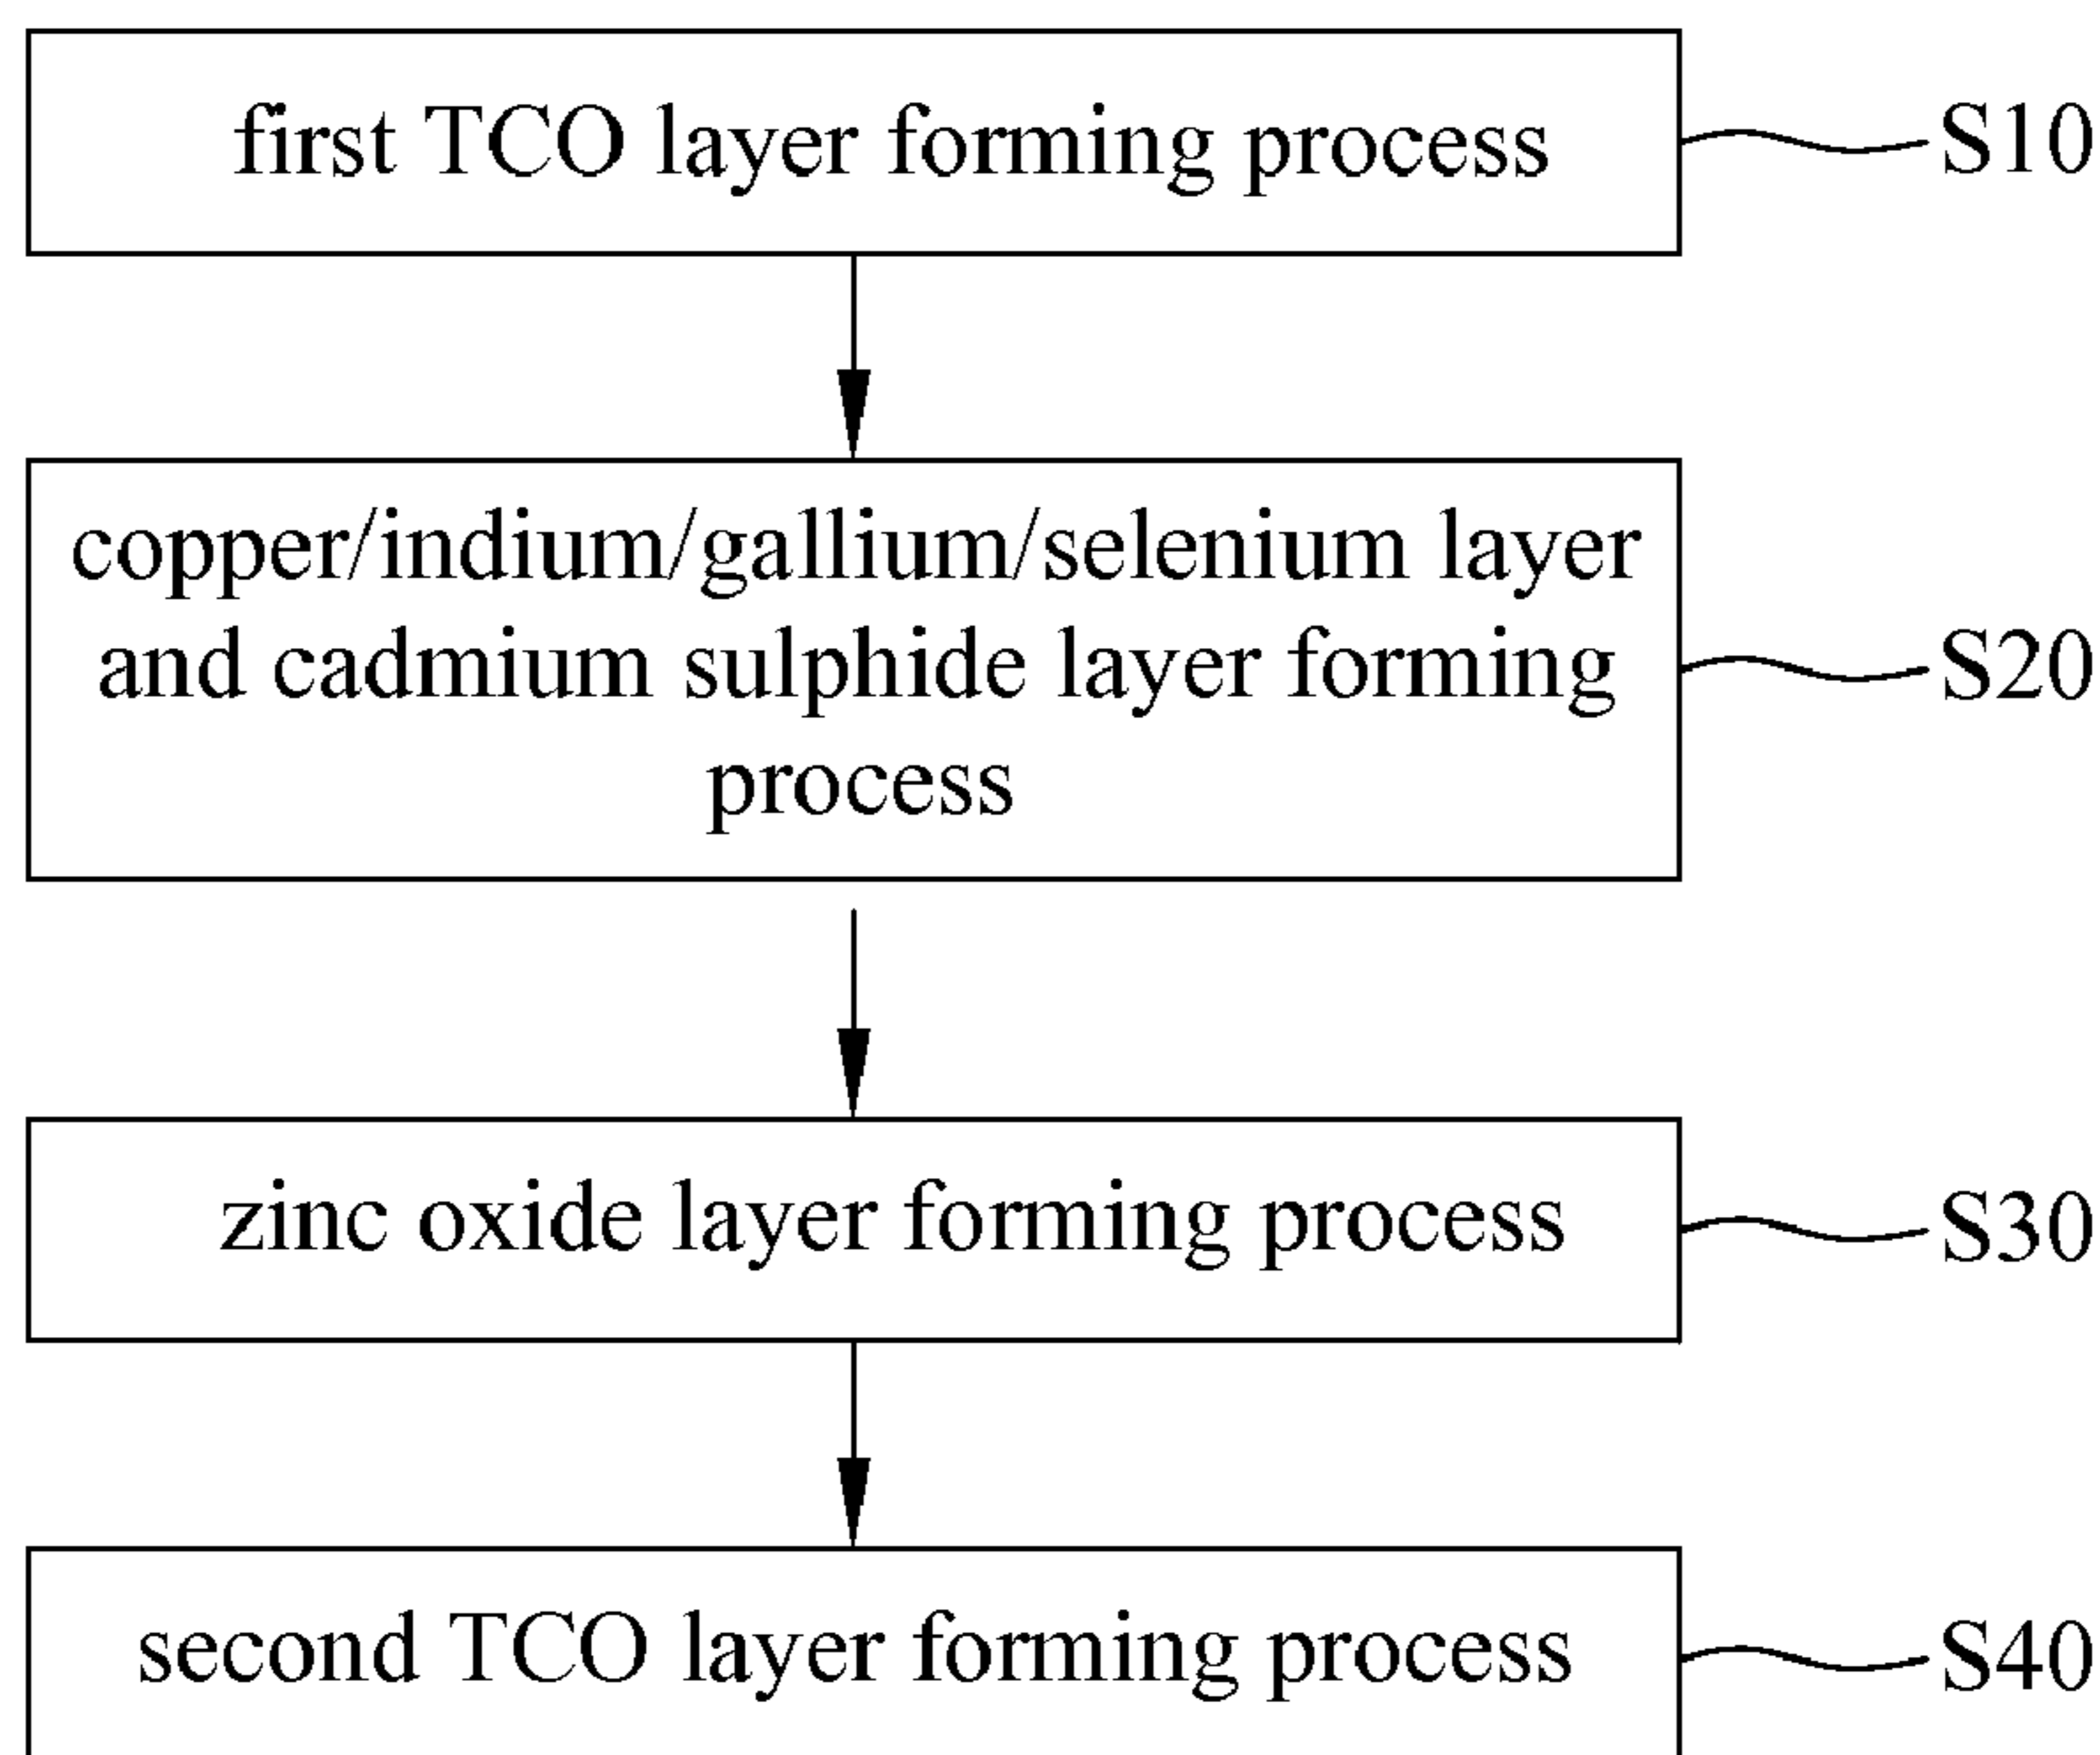 first TCO layer forming process
S10
copper/indium/gallium/selenium layer
and cadmium sulphide layer forming
process
S20
zinc oxide layer forming process
S30
second TCO layer forming process
S40